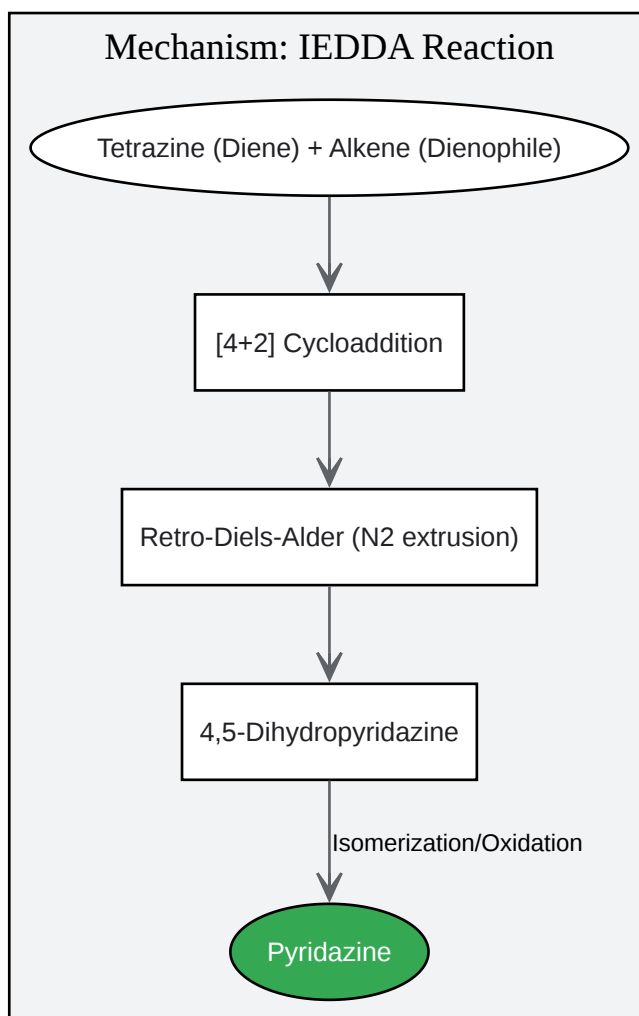 Mechanism: IEDDA Reaction
Tetrazine (Diene) + Alkene (Dienophile)
[4+2] Cycloaddition
Retro-Diels-Alder (N2 extrusion)
4,5-Dihydropyridazine
Isomerization/Oxidation
Pyridazine